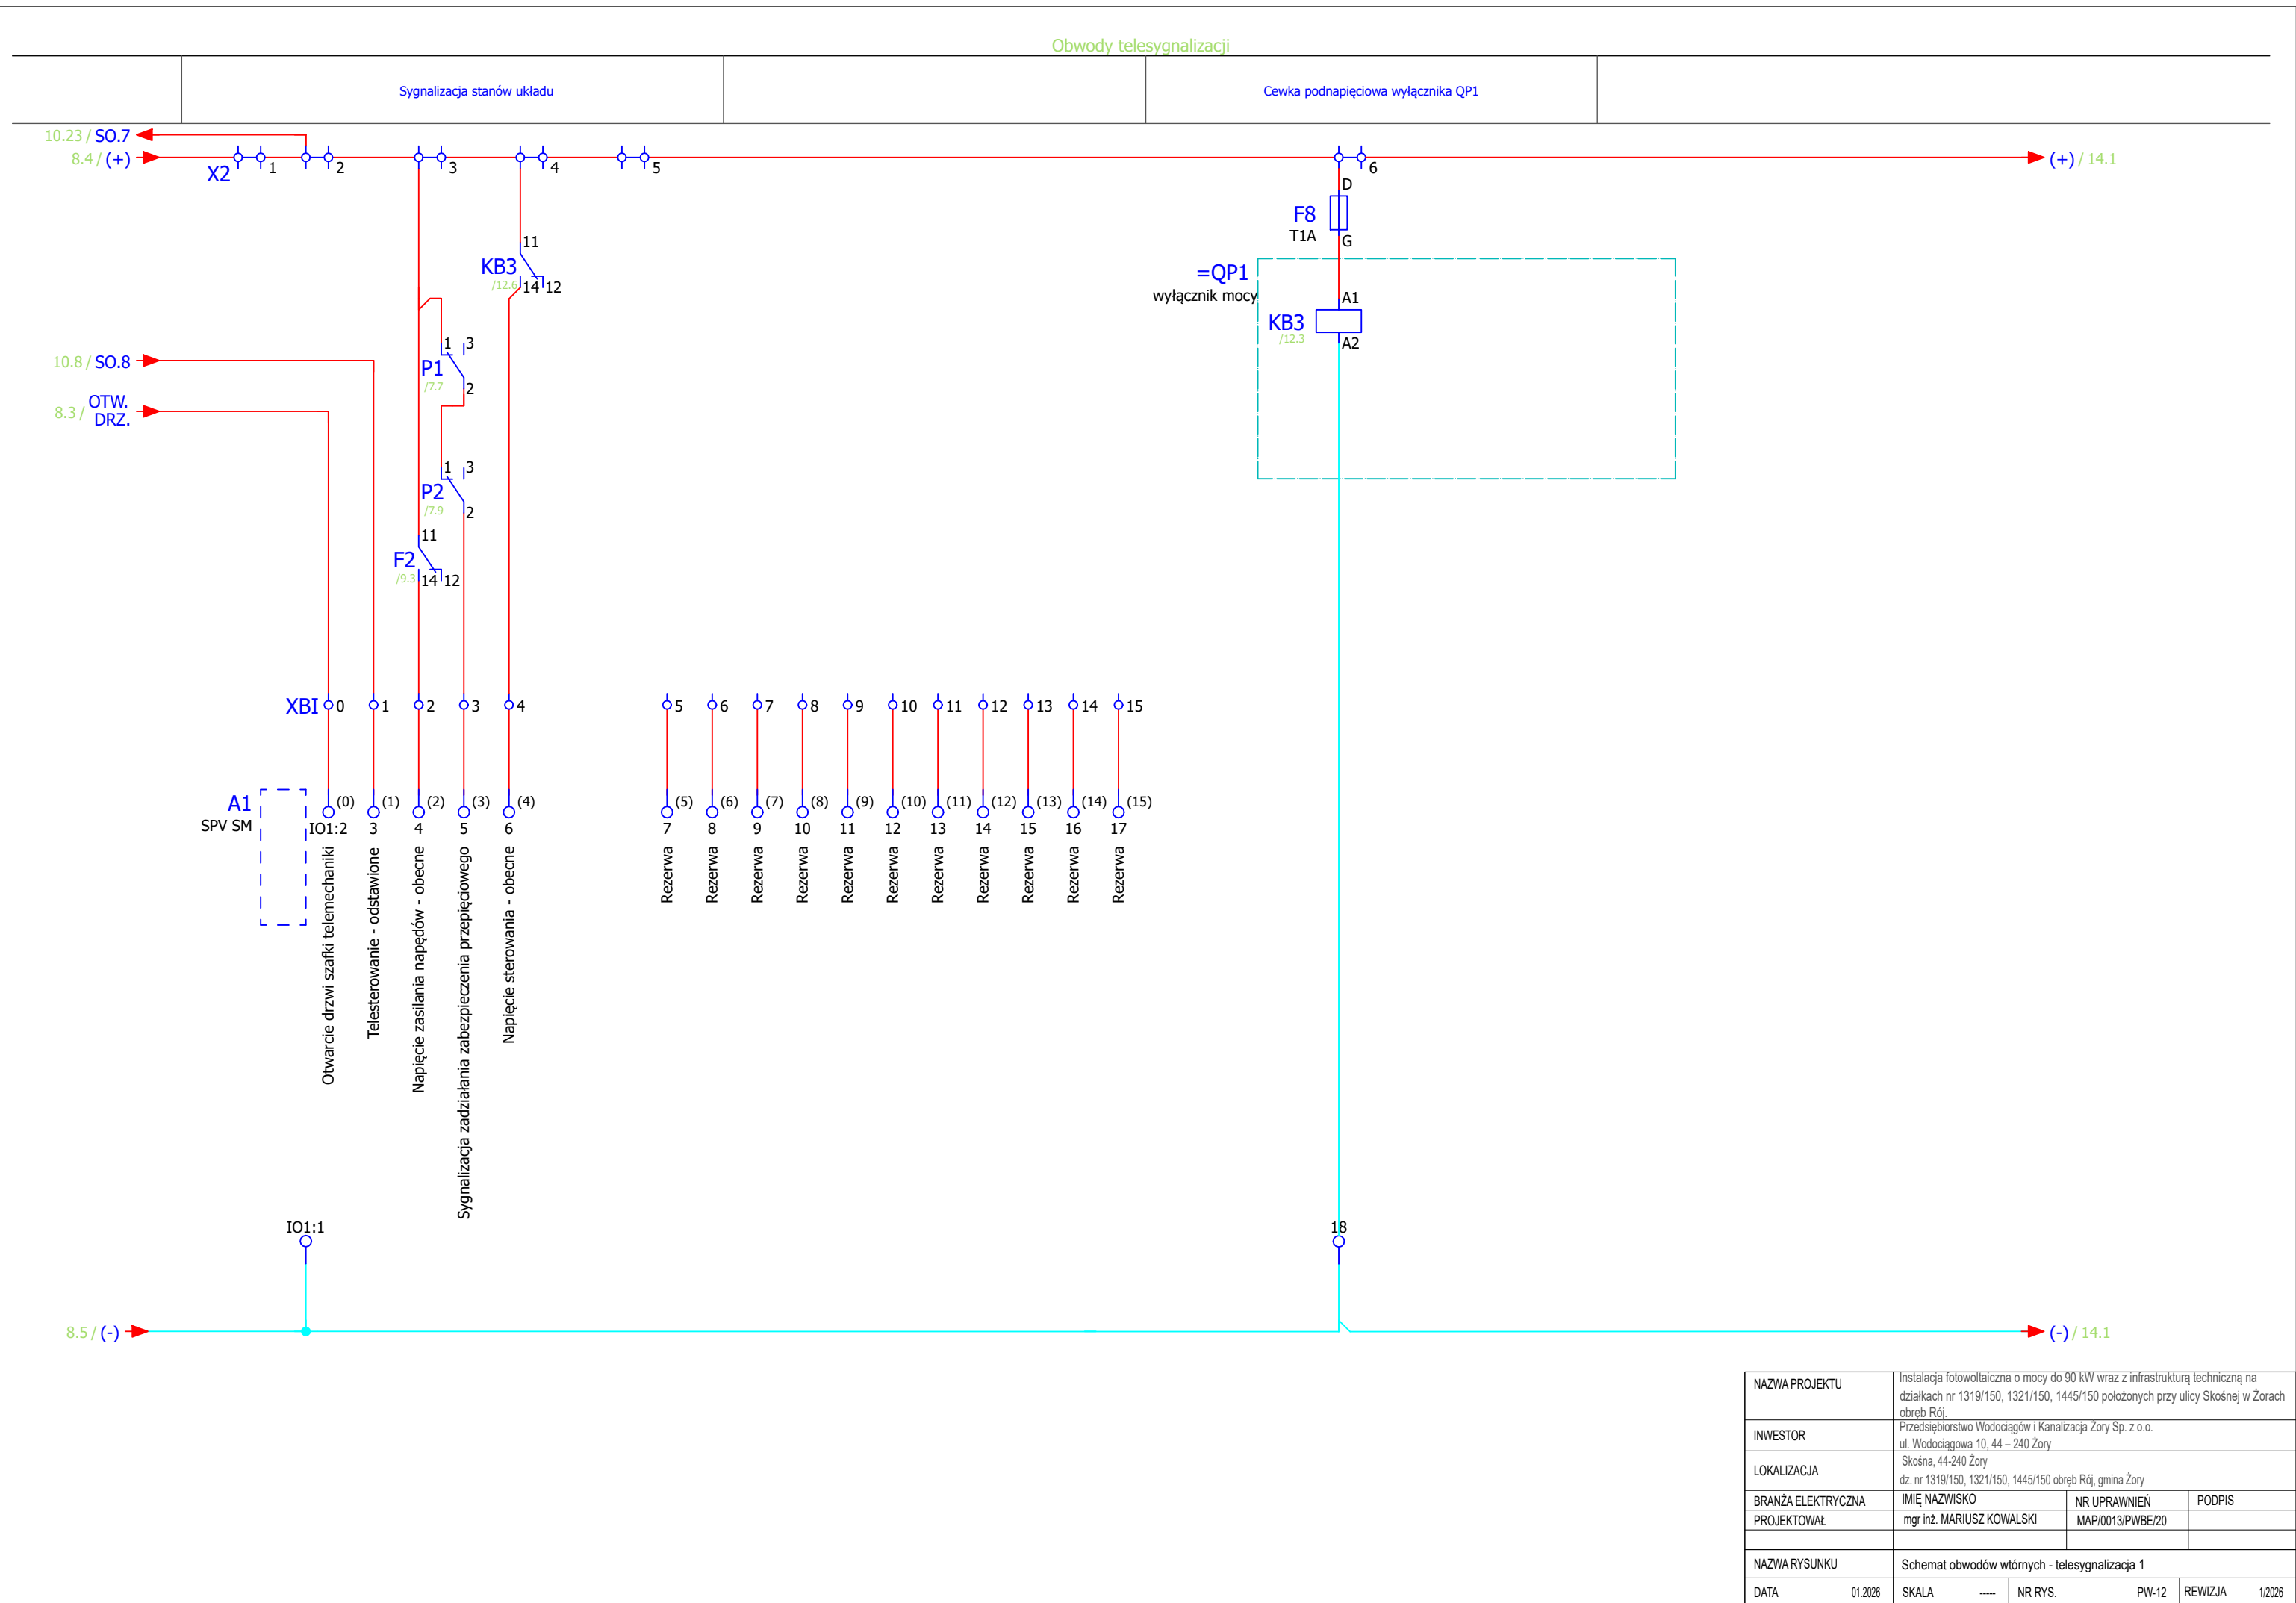 Obwody telesygnalizacji
Sygnalizacja stanów układu
Cewka podnapięciowa wyłącznika QP1
10.23 / SO.7
8.4 / (+)
X2
1
2
3
4
5
6
(+) / 14.1
D
F8
T1A
G
=QP1
wyłącznik mocy
A1
KB3
/12.3
A2
11
KB3
/12.6
14
12
10.8 / SO.8
8.3 / OTW.
DRZ.
1
3
P1
/7.7
2
1
3
P2
/7.9
2
11
F2
/9.3
14
12
XBI
0
1
2
3
4
5
6
7
8
9
10
11
12
13
14
15
A1
SPV SM
(0)
(1)
(2)
(3)
(4)
(5)
(6)
(7)
(8)
(9)
(10)
(11)
(12)
(13)
(14)
(15)
IO1:2
3
4
5
6
7
8
9
10
11
12
13
14
15
16
17
Otwarcie drzwi szafki telemechaniki
Telesterowanie - odstawione
Napięcie zasilania napędów - obecne
Sygnalizacja zadziałania zabezpieczenia przepięciowego
Napięcie sterowania - obecne
Rezerwa
Rezerwa
Rezerwa
Rezerwa
Rezerwa
Rezerwa
Rezerwa
Rezerwa
Rezerwa
Rezerwa
Rezerwa
IO1:1
18
8.5 / (-)
(-) / 14.1
NAZWA PROJEKTU
Instalacja fotowoltaiczna o mocy do 90 kW wraz z infrastrukturą techniczną na
działkach nr 1319/150, 1321/150, 1445/150 położonych przy ulicy Skośnej w Żorach
obręb Rój.
INWESTOR
Przedsiębiorstwo Wodociągów i Kanalizacja Żory Sp. z o.o.
ul. Wodociągowa 10, 44 – 240 Żory
LOKALIZACJA
Skośna, 44-240 Żory
dz. nr 1319/150, 1321/150, 1445/150 obręb Rój, gmina Żory
BRANŻA ELEKTRYCZNA IMIĘ NAZWISKO NR UPRAWNIEŃ PODPIS
PROJEKTOWAŁ mgr inż. MARIUSZ KOWALSKI MAP/0013/PWBE/20
NAZWA RYSUNKU Schemat obwodów wtórnych - telesygnalizacja 1
DATA 01.2026 SKALA ----- NR RYS. PW-12 REWIZJA 1/2026